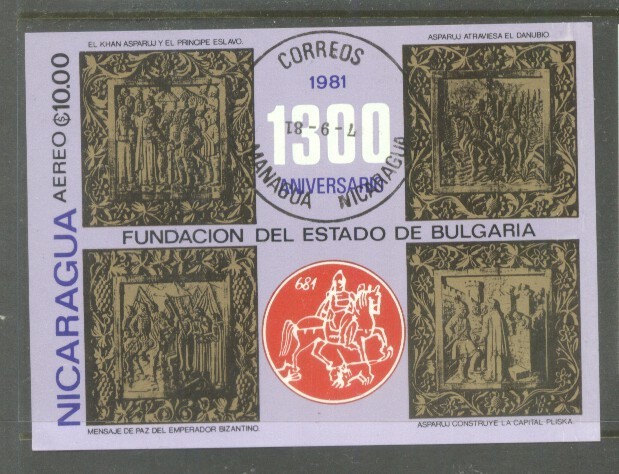 EL KHAN ASPARUJ Y EL PRINCIPE ESLAVO.
ASPARUJ ATRAVIESA EL DANUBIO.
CORREOS
1981
1300
7-9-81
ANIVERSARIO
MANAGUA NICARAGUA
NICARAGUA AEREO C$10.00
FUNDACION DEL ESTADO DE BULGARIA
681
MENSAJE DE PAZ DEL EMPERADOR BIZANTINO.
ASPARUJ CONSTRUYE LA CAPITAL PLISKA.